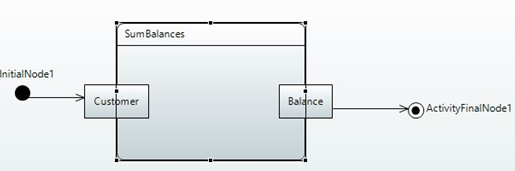 SumBalances
InitialNode1
Customer
Balance
ActivityFinalNode1